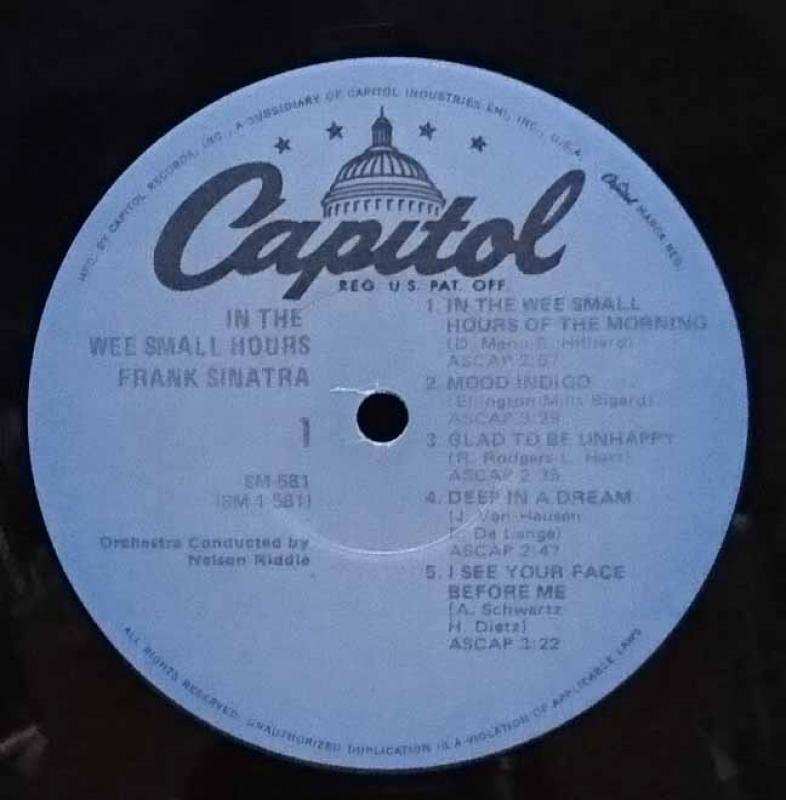 MFD. BY CAPITOL RECORDS, INC., A SUBSIDIARY OF CAPITOL INDUSTRIES-EMI, INC., U.S.A.
Capitol MARCA REG.
Capitol
REG. U.S. PAT. OFF.
IN THE
WEE SMALL HOURS
FRANK SINATRA
1
SM-581
(SM-1-581)
Orchestra Conducted by
Nelson Riddle
1. IN THE WEE SMALL
HOURS OF THE MORNING
(D. Mann-B. Hilliard)
ASCAP 2:57
2. MOOD INDIGO
(Ellington-Mills-Bigard)
ASCAP 3:29
3. GLAD TO BE UNHAPPY
(R. Rodgers-L. Hart)
ASCAP 2:35
4. DEEP IN A DREAM
(J. Van Heusen
E. De Lange)
ASCAP 2:47
5. I SEE YOUR FACE
BEFORE ME
(A. Schwartz
H. Dietz)
ASCAP 3:22
ALL RIGHTS RESERVED. UNAUTHORIZED DUPLICATION IS A VIOLATION OF APPLICABLE LAWS